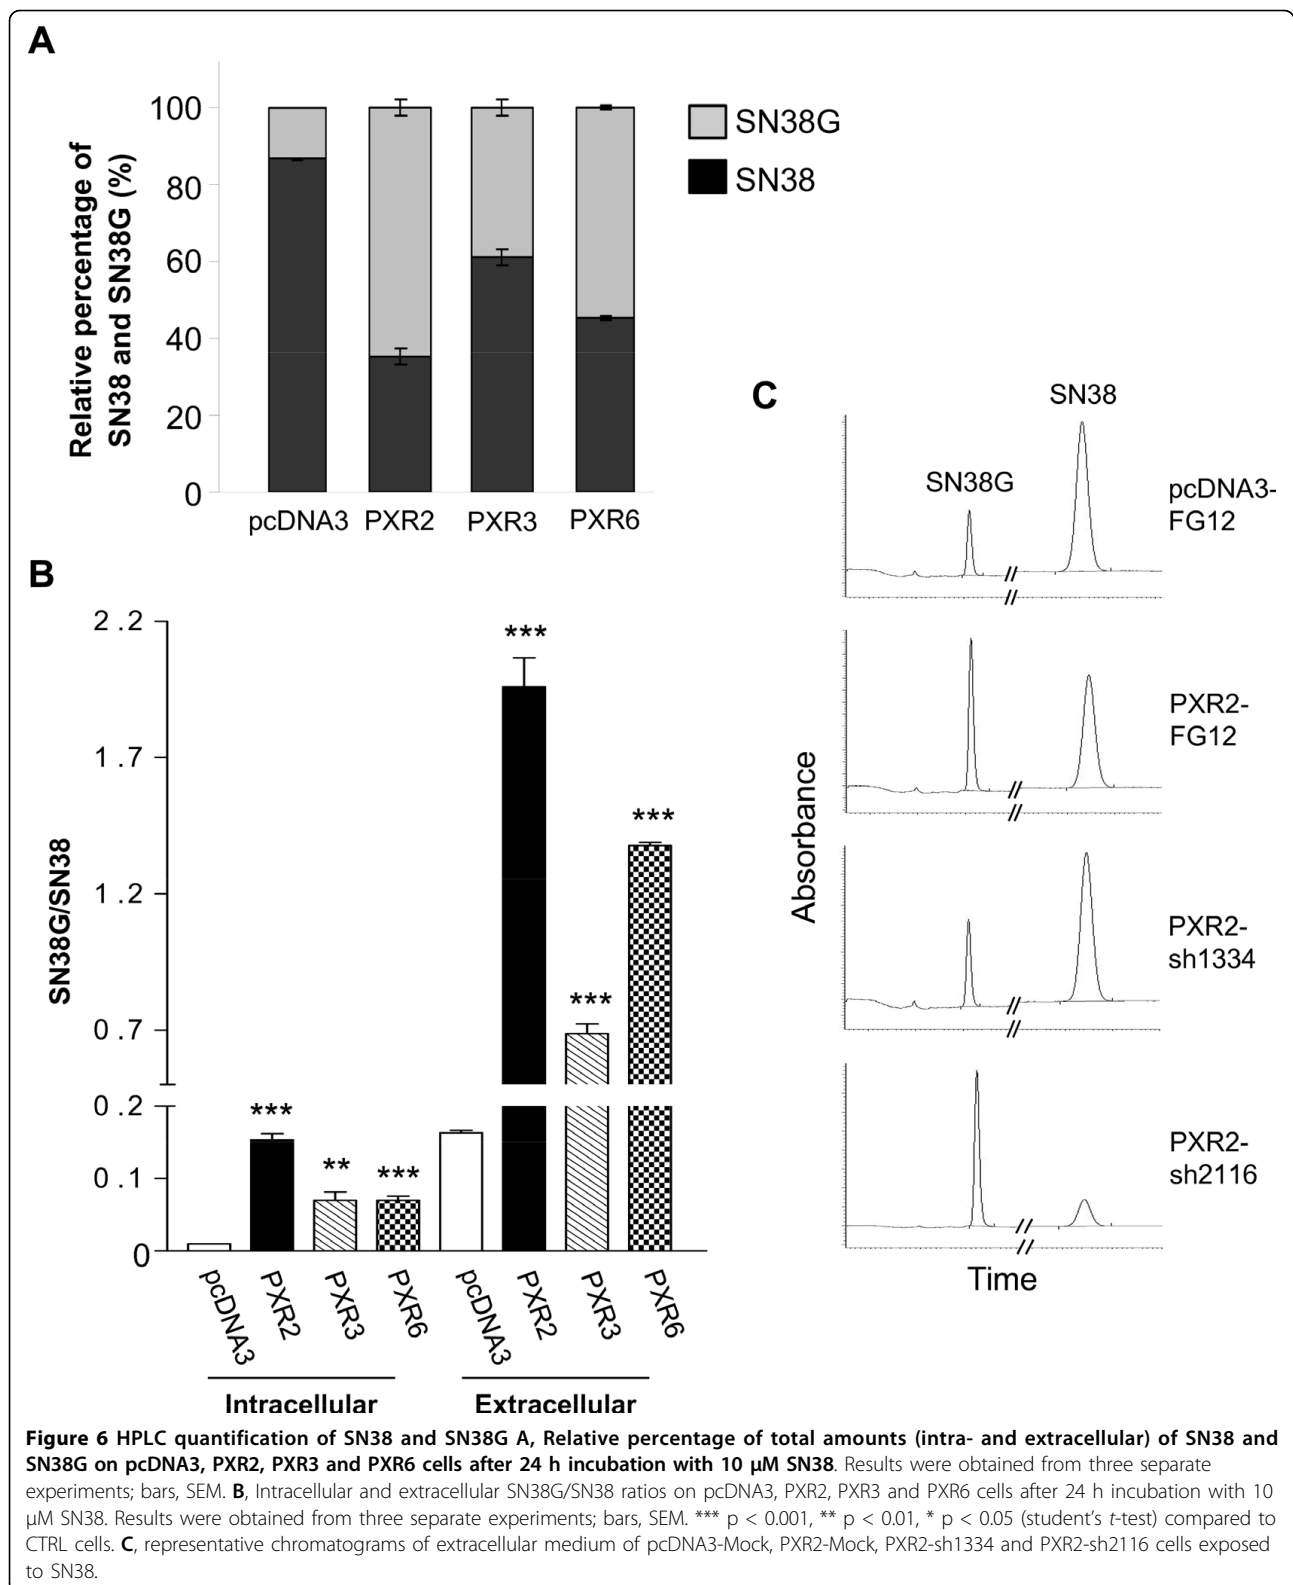 A
Relative percentage of
SN38 and SN38G (%)
100
80
60
40
20
0
pcDNA3 PXR2 PXR3 PXR6
SN38G
SN38
B
SN38G/SN38
2.2
1.7
1.2
0.7
0.2
0.1
0
***
**
***
***
***
***
pcDNA3
PXR2
PXR3
PXR6
pcDNA3
PXR2
PXR3
PXR6
Intracellular
Extracellular
C
SN38
SN38G
pcDNA3-
FG12
PXR2-
FG12
PXR2-
sh1334
PXR2-
sh2116
Absorbance
Time
Figure 6 HPLC quantification of SN38 and SN38G A, Relative percentage of total amounts (intra- and extracellular) of SN38 and
SN38G on pcDNA3, PXR2, PXR3 and PXR6 cells after 24 h incubation with 10 µM SN38. Results were obtained from three separate
experiments; bars, SEM. B, Intracellular and extracellular SN38G/SN38 ratios on pcDNA3, PXR2, PXR3 and PXR6 cells after 24 h incubation with 10
µM SN38. Results were obtained from three separate experiments; bars, SEM. *** p < 0.001, ** p < 0.01, * p < 0.05 (student's t-test) compared to
CTRL cells. C, representative chromatograms of extracellular medium of pcDNA3-Mock, PXR2-Mock, PXR2-sh1334 and PXR2-sh2116 cells exposed
to SN38.